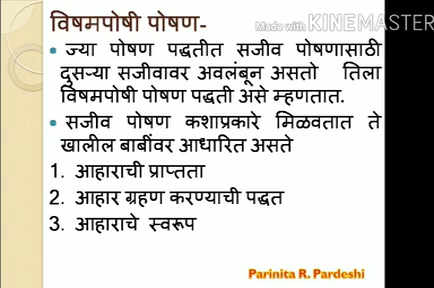 विषमपोषी पोषण-
Made with KINEMASTER
• ज्या पोषण पद्धतीत सजीव पोषणासाठी
दुसऱ्या सजीवावर अवलंबून असतो तिला
विषमपोषी पोषण पद्धती असे म्हणतात.
• सजीव पोषण कशाप्रकारे मिळवतात ते
खालील बाबींवर आधारित असते
1. आहाराची प्राप्तता
2. आहार ग्रहण करण्याची पद्धत
3. आहाराचे स्वरूप
Parinita R. Pardeshi